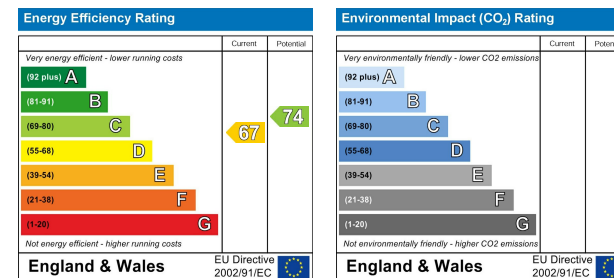 Energy Efficiency Rating
Current Potential
Very energy efficient - lower running costs
(92 plus) A
(81-91) B
(69-80) C
(55-68) D
(39-54) E
(21-38) F
(1-20) G
67
74
Not energy efficient - higher running costs
England & Wales
EU Directive
2002/91/EC
Environmental Impact (CO₂) Rating
Current Poten
Very environmentally friendly - lower CO2 emissions
(92 plus) A
(81-91) B
(69-80) C
(55-68) D
(39-54) E
(21-38) F
(1-20) G
Not environmentally friendly - higher CO2 emissions
England & Wales
EU Directive
2002/91/EC